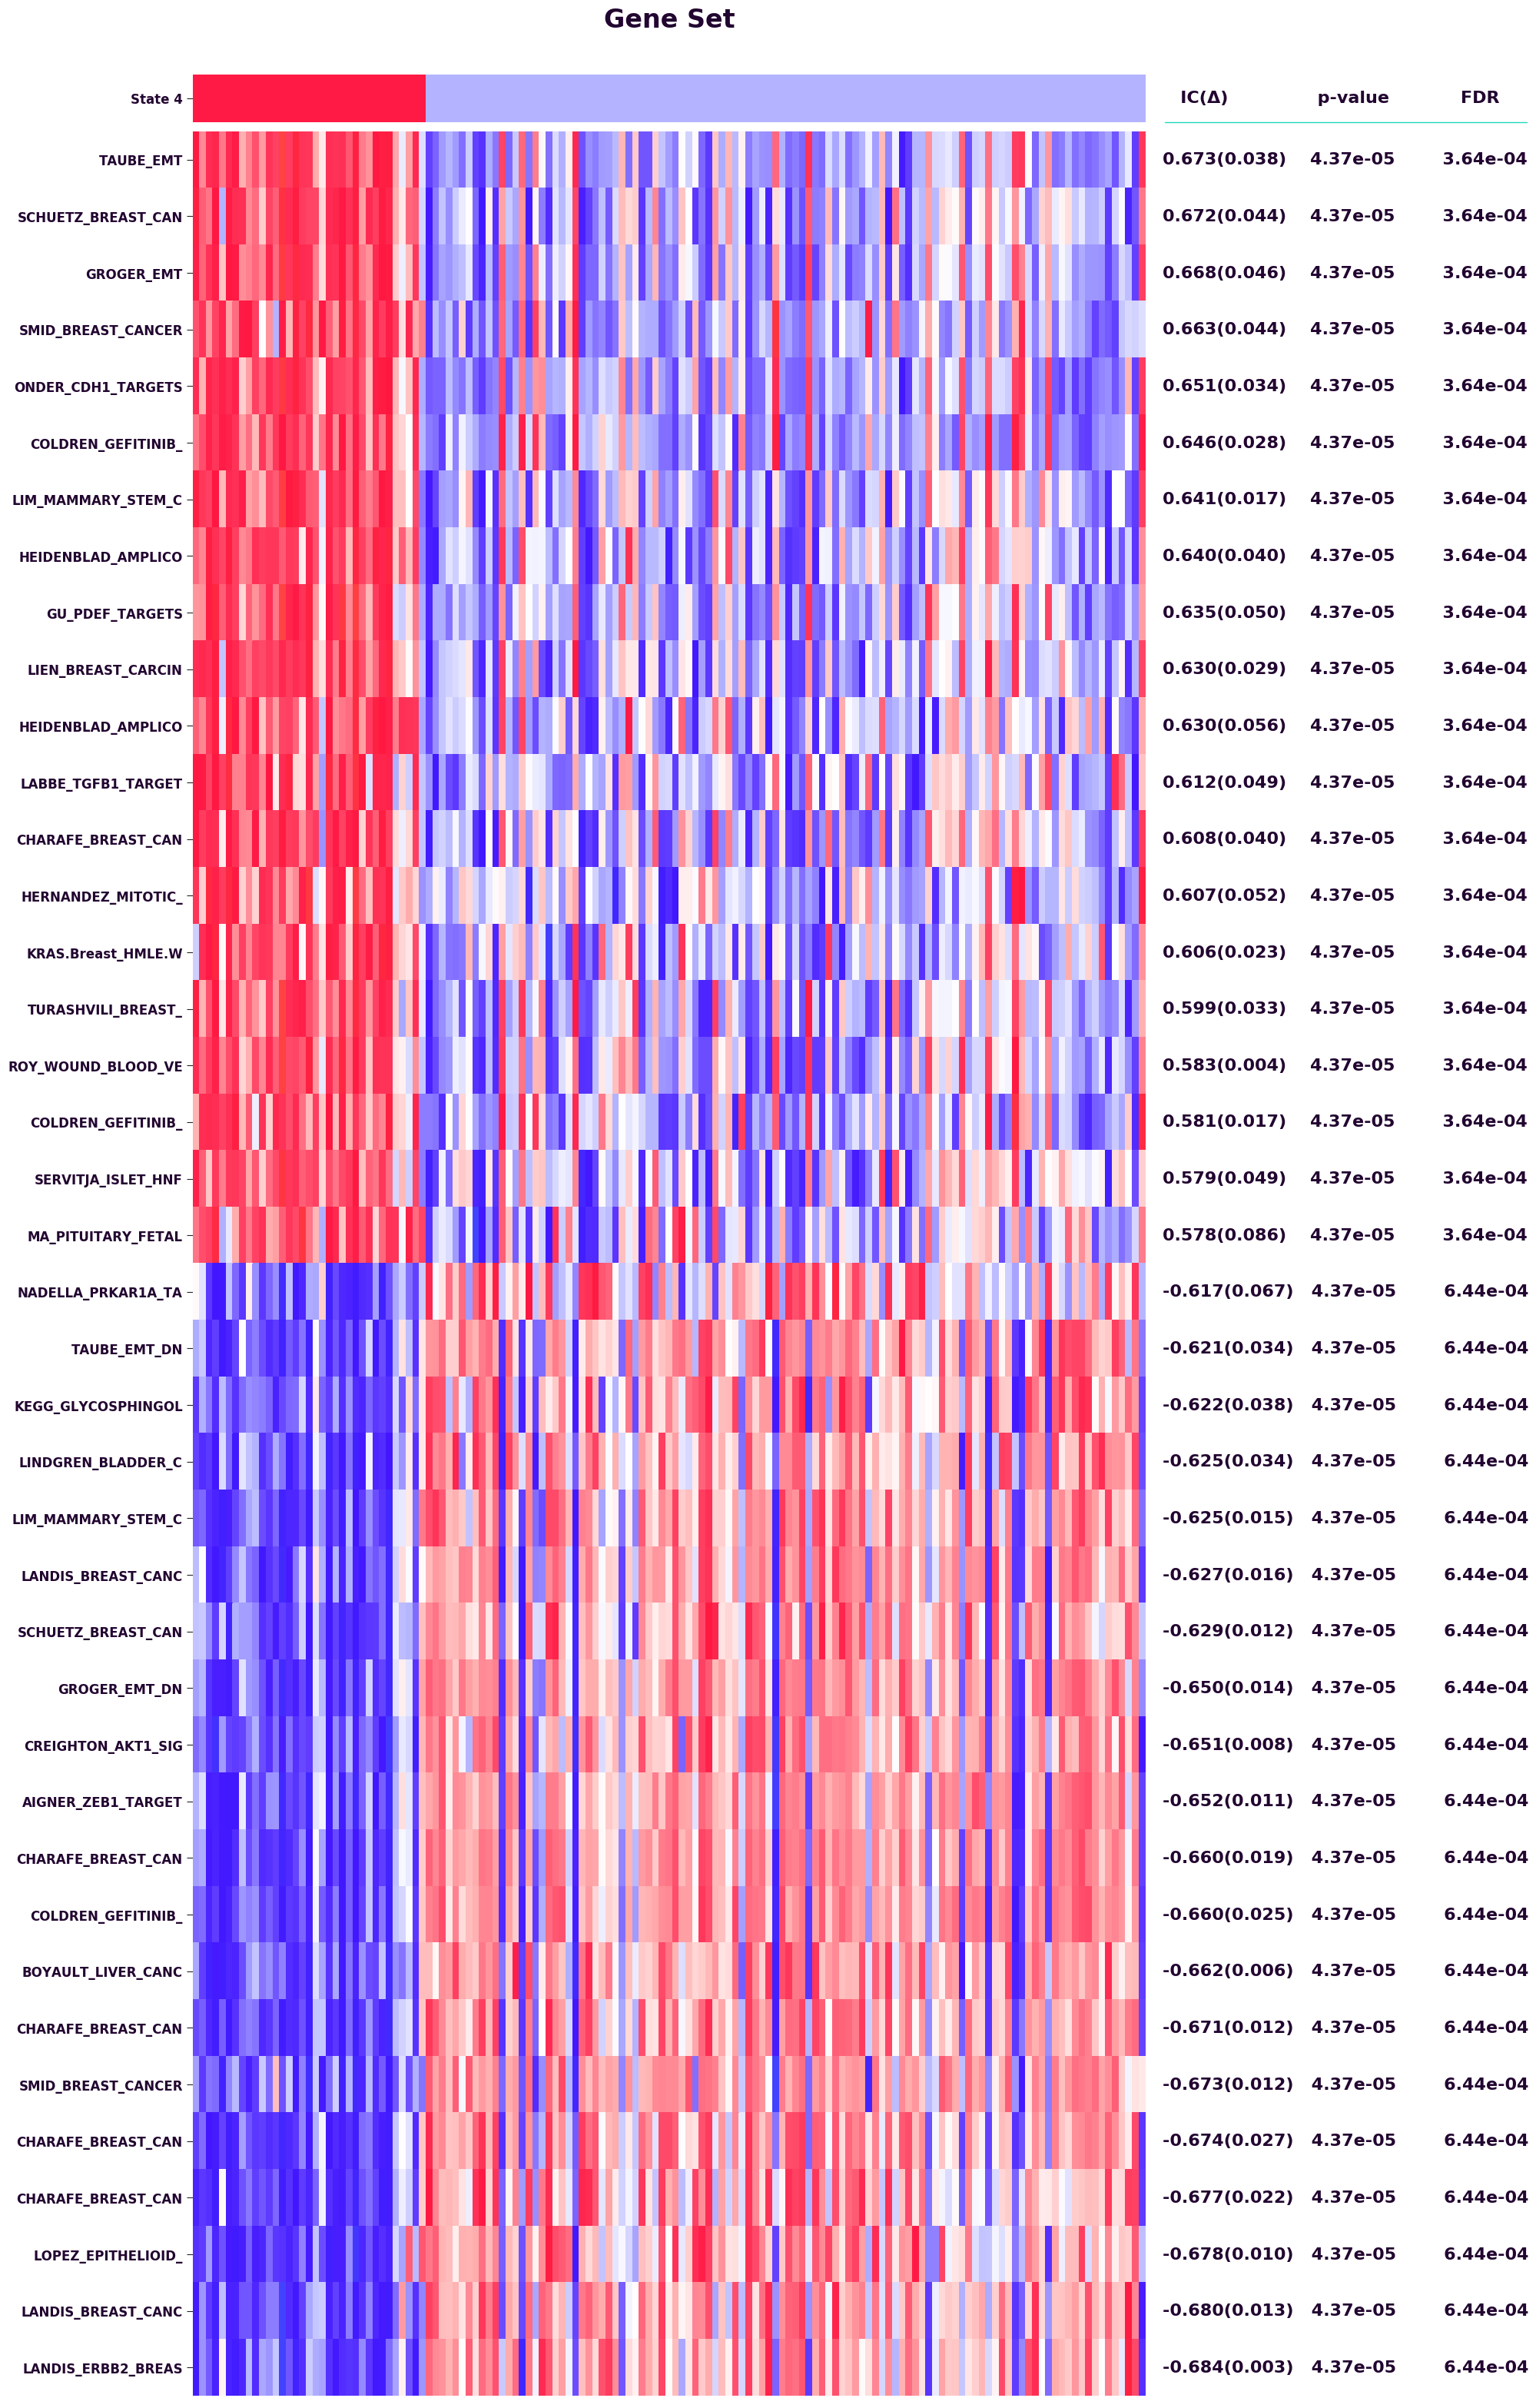 Gene Set
State 4 IC(Δ) p-value FDR
TAUBE_EMT 0.673(0.038) 4.37e-05 3.64e-04
SCHUETZ_BREAST_CAN 0.672(0.044) 4.37e-05 3.64e-04
GROGER_EMT 0.668(0.046) 4.37e-05 3.64e-04
SMID_BREAST_CANCER 0.663(0.044) 4.37e-05 3.64e-04
ONDER_CDH1_TARGETS 0.651(0.034) 4.37e-05 3.64e-04
COLDREN_GEFITINIB_ 0.646(0.028) 4.37e-05 3.64e-04
LIM_MAMMARY_STEM_C 0.641(0.017) 4.37e-05 3.64e-04
HEIDENBLAD_AMPLICO 0.640(0.040) 4.37e-05 3.64e-04
GU_PDEF_TARGETS 0.635(0.050) 4.37e-05 3.64e-04
LIEN_BREAST_CARCIN 0.630(0.029) 4.37e-05 3.64e-04
HEIDENBLAD_AMPLICO 0.630(0.056) 4.37e-05 3.64e-04
LABBE_TGFB1_TARGET 0.612(0.049) 4.37e-05 3.64e-04
CHARAFE_BREAST_CAN 0.608(0.040) 4.37e-05 3.64e-04
HERNANDEZ_MITOTIC_ 0.607(0.052) 4.37e-05 3.64e-04
KRAS.Breast_HMLE.W 0.606(0.023) 4.37e-05 3.64e-04
TURASHVILI_BREAST_ 0.599(0.033) 4.37e-05 3.64e-04
ROY_WOUND_BLOOD_VE 0.583(0.004) 4.37e-05 3.64e-04
COLDREN_GEFITINIB_ 0.581(0.017) 4.37e-05 3.64e-04
SERVITJA_ISLET_HNF 0.579(0.049) 4.37e-05 3.64e-04
MA_PITUITARY_FETAL 0.578(0.086) 4.37e-05 3.64e-04
NADELLA_PRKAR1A_TA -0.617(0.067) 4.37e-05 6.44e-04
TAUBE_EMT_DN -0.621(0.034) 4.37e-05 6.44e-04
KEGG_GLYCOSPHINGOL -0.622(0.038) 4.37e-05 6.44e-04
LINDGREN_BLADDER_C -0.625(0.034) 4.37e-05 6.44e-04
LIM_MAMMARY_STEM_C -0.625(0.015) 4.37e-05 6.44e-04
LANDIS_BREAST_CANC -0.627(0.016) 4.37e-05 6.44e-04
SCHUETZ_BREAST_CAN -0.629(0.012) 4.37e-05 6.44e-04
GROGER_EMT_DN -0.650(0.014) 4.37e-05 6.44e-04
CREIGHTON_AKT1_SIG -0.651(0.008) 4.37e-05 6.44e-04
AIGNER_ZEB1_TARGET -0.652(0.011) 4.37e-05 6.44e-04
CHARAFE_BREAST_CAN -0.660(0.019) 4.37e-05 6.44e-04
COLDREN_GEFITINIB_ -0.660(0.025) 4.37e-05 6.44e-04
BOYAULT_LIVER_CANC -0.662(0.006) 4.37e-05 6.44e-04
CHARAFE_BREAST_CAN -0.671(0.012) 4.37e-05 6.44e-04
SMID_BREAST_CANCER -0.673(0.012) 4.37e-05 6.44e-04
CHARAFE_BREAST_CAN -0.674(0.027) 4.37e-05 6.44e-04
CHARAFE_BREAST_CAN -0.677(0.022) 4.37e-05 6.44e-04
LOPEZ_EPITHELIOID_ -0.678(0.010) 4.37e-05 6.44e-04
LANDIS_BREAST_CANC -0.680(0.013) 4.37e-05 6.44e-04
LANDIS_ERBB2_BREAS -0.684(0.003) 4.37e-05 6.44e-04